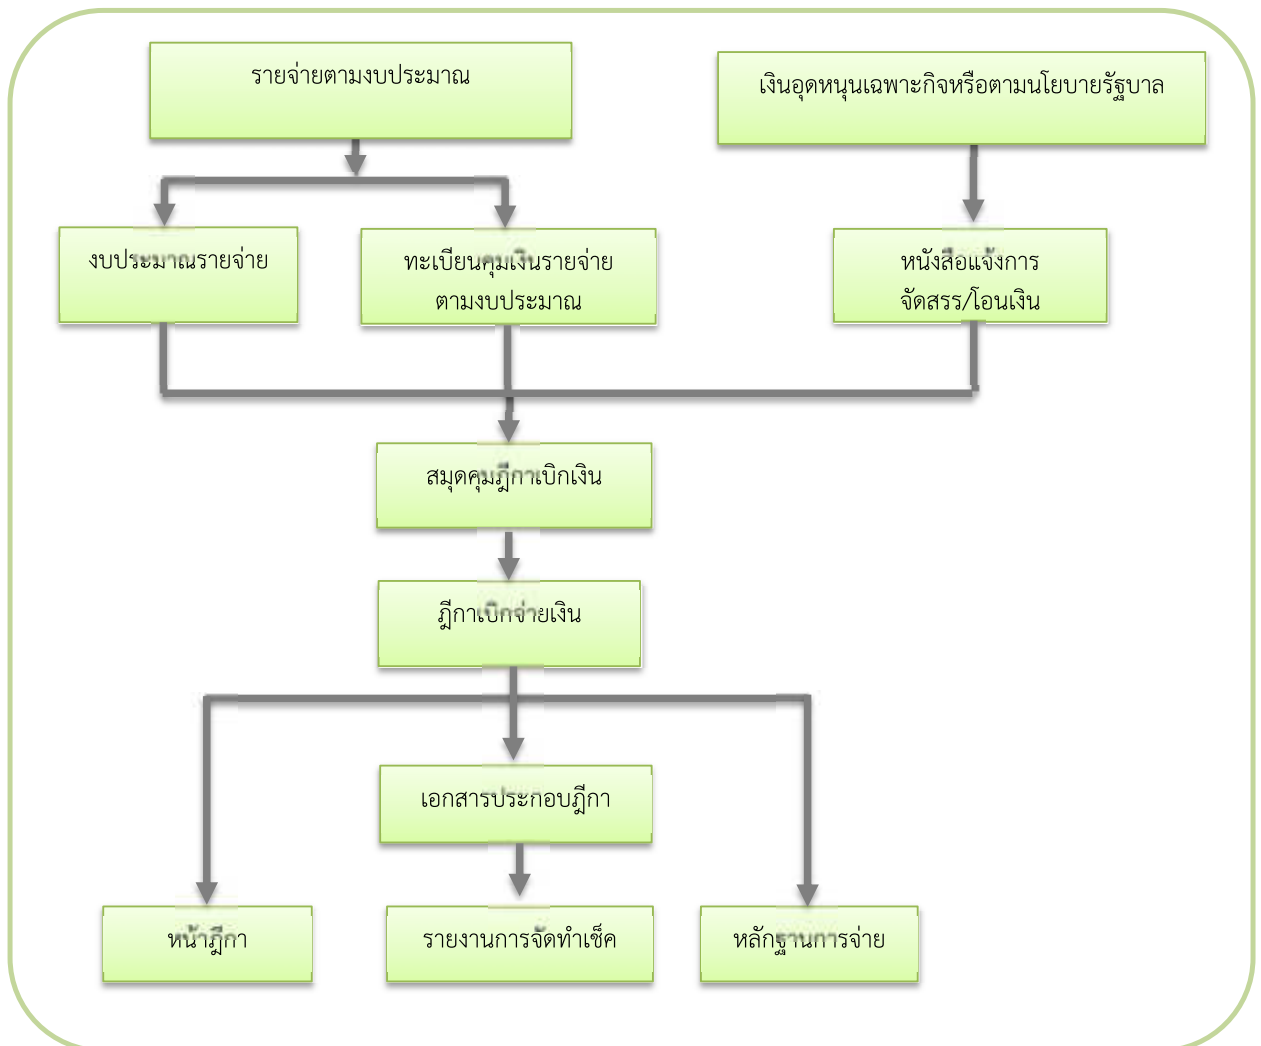 รายจ่ายตามงบประมาณ
เงินอุดหนุนเฉพาะกิจหรือตามนโยบายรัฐบาล
งบประมาณรายจ่าย
ทะเบียนคุมเงินรายจ่าย
ตามงบประมาณ
หนังสือแจ้งการ
จัดสรร/โอนเงิน
สมุดคุมฎีกาเบิกเงิน
ฎีกาเบิกจ่ายเงิน
เอกสารประกอบฎีกา
หน้าฎีกา
รายงานการจัดทำเช็ค
หลักฐานการจ่าย